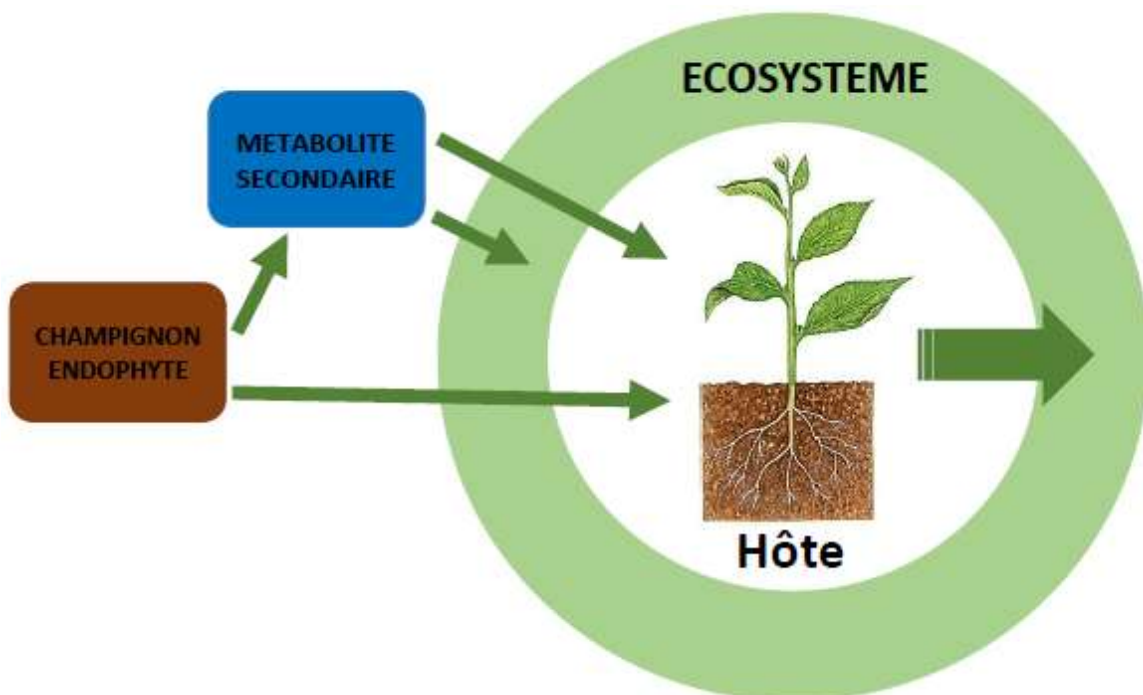 ECOSYSTEME
METABOLITE
SECONDAIRE
CHAMPIGNON
ENDOPHYTE
Hôte